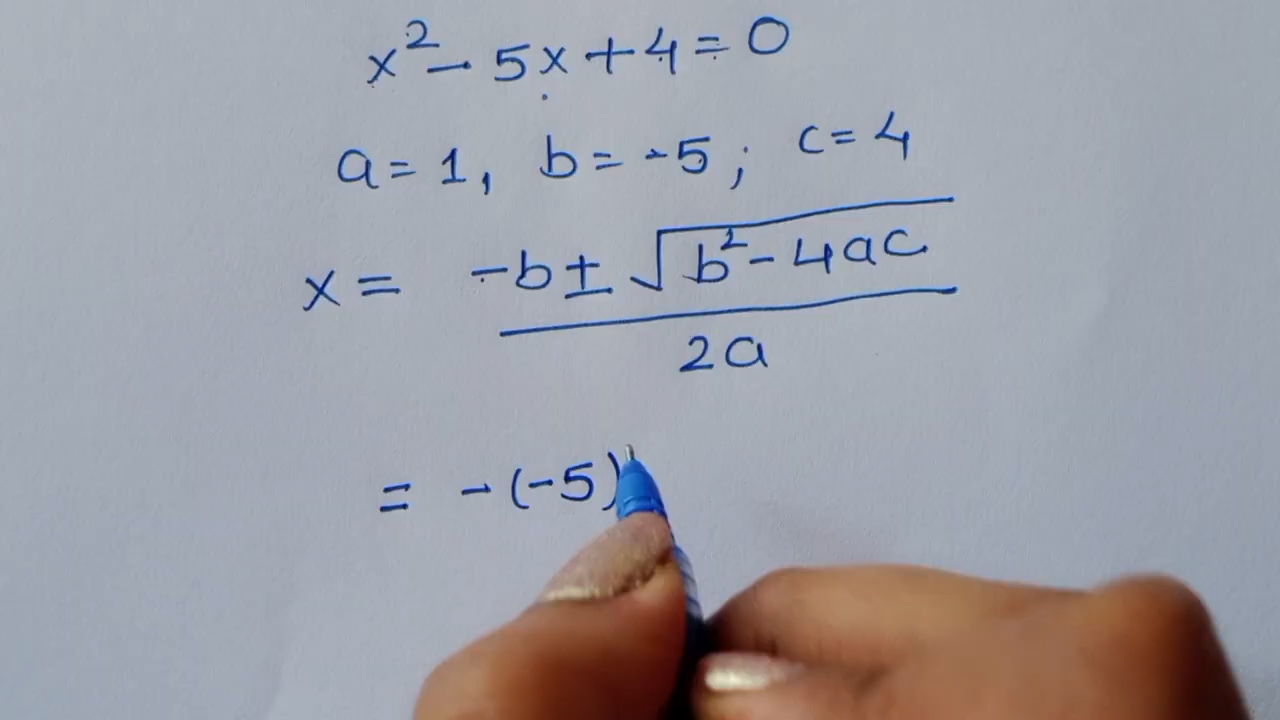 x² - 5x + 4 = 0
a = 1, b = -5 ; c = 4
x = -b ± √(b² - 4ac) / 2a
= - (-5)